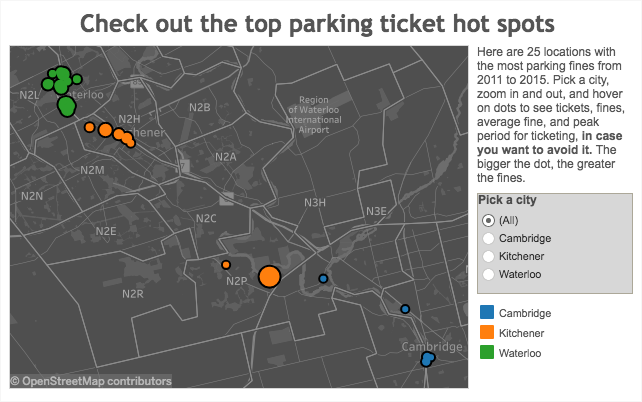 Check out the top parking ticket hot spots
Here are 25 locations with
the most parking fines from
2011 to 2015. Pick a city,
zoom in and out, and hover
on dots to see tickets, fines,
average fine, and peak
period for ticketing, in case
you want to avoid it. The
bigger the dot, the greater
the fines.
Pick a city
(All)
Cambridge
Kitchener
Waterloo
Cambridge
Kitchener
Waterloo
N2L
aterloo
N2B
Region
of Waterloo
International
Airport
N2H
chener
N2A
N2M
N2N
N3H
N3E
N2C
N2E
N2P
N2R
Cambridge
© OpenStreetMap contributors